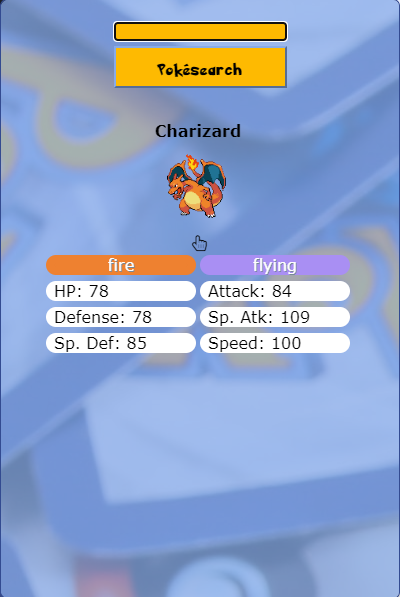 Pokésearch
Charizard
fire flying
HP: 78 Attack: 84
Defense: 78 Sp. Atk: 109
Sp. Def: 85 Speed: 100